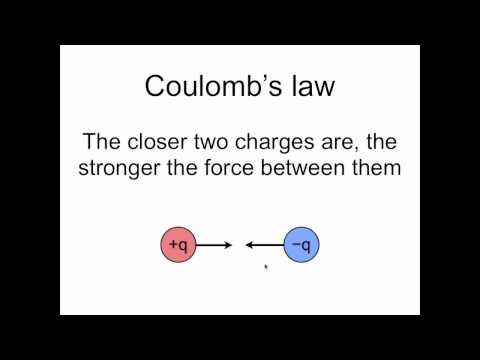 Coulomb’s law
The closer two charges are, the
stronger the force between them
+q −q